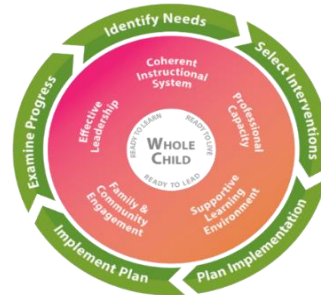 Identify Needs
Select Interventions
Plan Implementation
Implement Plan
Examine Progress
Coherent
Instructional
System
Professional
Capacity
Supportive
Learning
Environment
Family &
Community
Engagement
Effective
Leadership
READY TO LEARN
READY TO LIVE
READY TO LEAD
WHOLE
CHILD